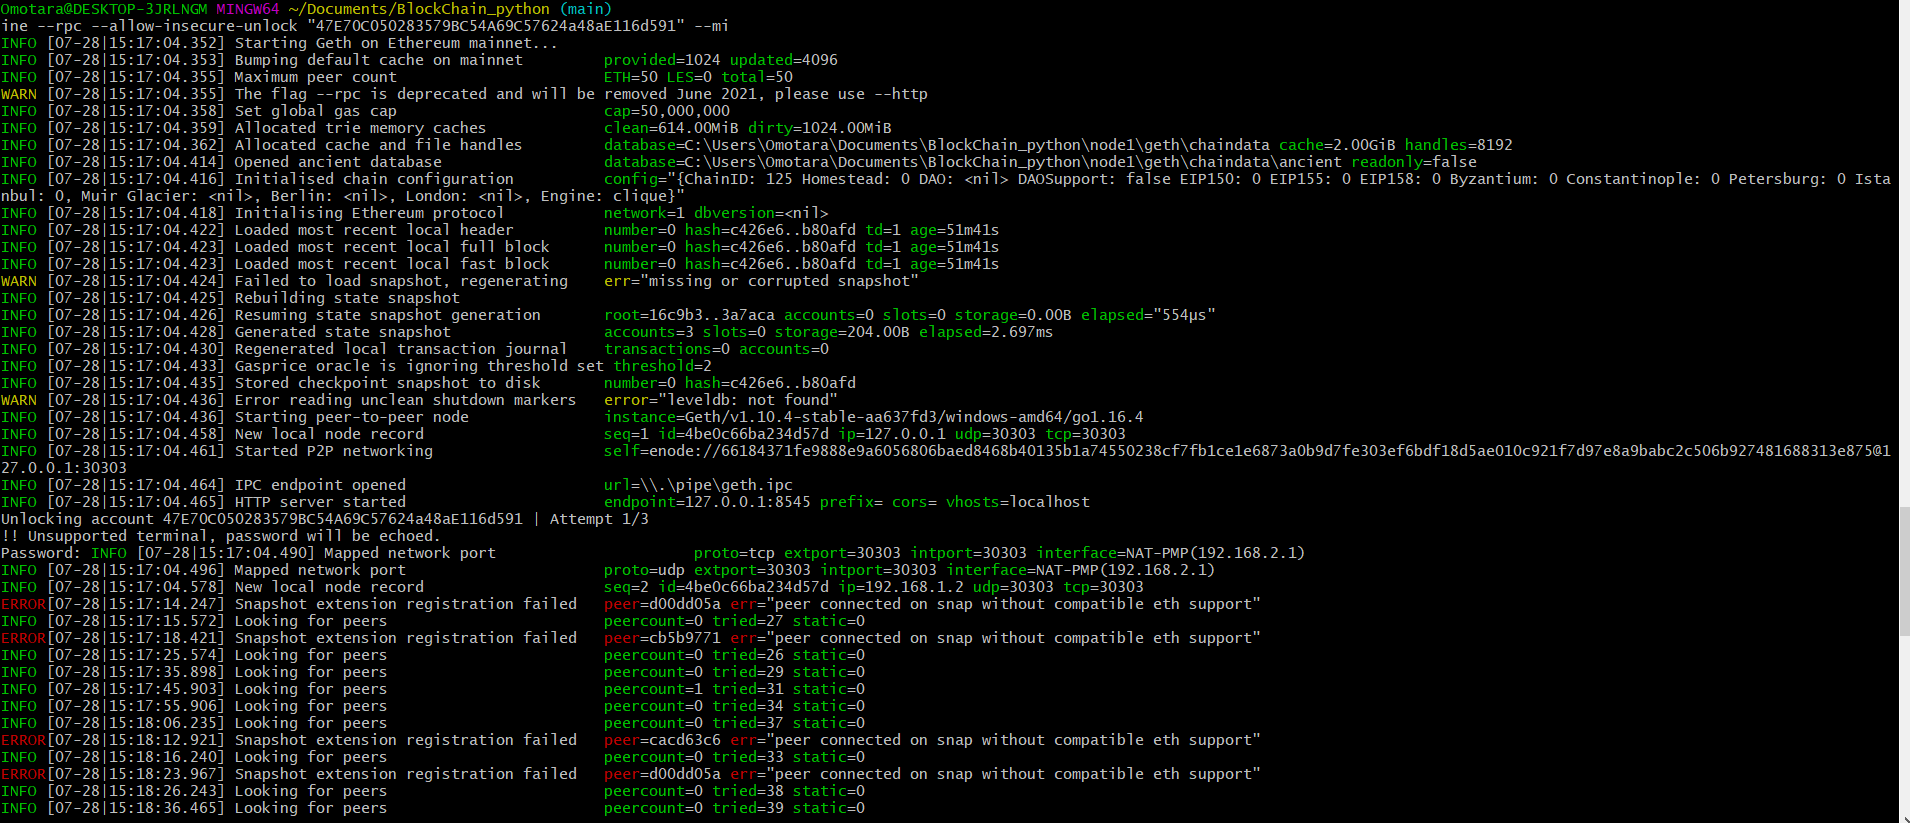 Omotara@DESKTOP-3JRLNGM MINGW64 ~/Documents/BlockChain_python (main)
ine --rpc --allow-insecure-unlock "47E70C050283579BC54A69C57624a48aE116d591" --mi
INFO [07-28|15:17:04.352] Starting Geth on Ethereum mainnet...
INFO [07-28|15:17:04.353] Bumping default cache on mainnet provided=1024 updated=4096
INFO [07-28|15:17:04.355] Maximum peer count ETH=50 LES=0 total=50
WARN [07-28|15:17:04.355] The flag --rpc is deprecated and will be removed June 2021, please use --http
INFO [07-28|15:17:04.358] Set global gas cap cap=50,000,000
INFO [07-28|15:17:04.359] Allocated trie memory caches clean=614.00MiB dirty=1024.00MiB
INFO [07-28|15:17:04.362] Allocated cache and file handles database=C:\Users\Omotara\Documents\BlockChain_python\node1\geth\chaindata cache=2.00GiB handles=8192
INFO [07-28|15:17:04.414] Opened ancient database database=C:\Users\Omotara\Documents\BlockChain_python\node1\geth\chaindata\ancient readonly=false
INFO [07-28|15:17:04.416] Initialised chain configuration config="{ChainID: 125 Homestead: 0 DAO: <nil> DAOSupport: false EIP150: 0 EIP155: 0 EIP158: 0 Byzantium: 0 Constantinople: 0 Petersburg: 0 Ista
nbul: 0, Muir Glacier: <nil>, Berlin: <nil>, London: <nil>, Engine: clique}"
INFO [07-28|15:17:04.418] Initialising Ethereum protocol network=1 dbversion=<nil>
INFO [07-28|15:17:04.422] Loaded most recent local header number=0 hash=c426e6..b80afd td=1 age=51m41s
INFO [07-28|15:17:04.423] Loaded most recent local full block number=0 hash=c426e6..b80afd td=1 age=51m41s
INFO [07-28|15:17:04.423] Loaded most recent local fast block number=0 hash=c426e6..b80afd td=1 age=51m41s
WARN [07-28|15:17:04.424] Failed to load snapshot, regenerating err="missing or corrupted snapshot"
INFO [07-28|15:17:04.425] Rebuilding state snapshot
INFO [07-28|15:17:04.426] Resuming state snapshot generation root=16c9b3..3a7aca accounts=0 slots=0 storage=0.00B elapsed="554µs"
INFO [07-28|15:17:04.428] Generated state snapshot accounts=3 slots=0 storage=204.00B elapsed=2.697ms
INFO [07-28|15:17:04.430] Regenerated local transaction journal transactions=0 accounts=0
INFO [07-28|15:17:04.433] Gasprice oracle is ignoring threshold set threshold=2
INFO [07-28|15:17:04.435] Stored checkpoint snapshot to disk number=0 hash=c426e6..b80afd
WARN [07-28|15:17:04.436] Error reading unclean shutdown markers error="leveldb: not found"
INFO [07-28|15:17:04.436] Starting peer-to-peer node instance=Geth/v1.10.4-stable-aa637fd3/windows-amd64/go1.16.4
INFO [07-28|15:17:04.458] New local node record seq=1 id=4be0c66ba234d57d ip=127.0.0.1 udp=30303 tcp=30303
INFO [07-28|15:17:04.461] Started P2P networking self=enode://66184371fe9888e9a6056806baed8468b40135b1a74550238cf7fb1ce1e6873a0b9d7fe303ef6bdf18d5ae010c921f7d97e8a9babc2c506b927481688313e875@1
27.0.0.1:30303
INFO [07-28|15:17:04.464] IPC endpoint opened url=\\.\pipe\geth.ipc
INFO [07-28|15:17:04.465] HTTP server started endpoint=127.0.0.1:8545 prefix= cors= vhosts=localhost
Unlocking account 47E70C050283579BC54A69C57624a48aE116d591 | Attempt 1/3
!! Unsupported terminal, password will be echoed.
Password: INFO [07-28|15:17:04.490] Mapped network port proto=tcp extport=30303 intport=30303 interface=NAT-PMP(192.168.2.1)
INFO [07-28|15:17:04.496] Mapped network port proto=udp extport=30303 intport=30303 interface=NAT-PMP(192.168.2.1)
INFO [07-28|15:17:04.578] New local node record seq=2 id=4be0c66ba234d57d ip=192.168.1.2 udp=30303 tcp=30303
ERROR[07-28|15:17:14.247] Snapshot extension registration failed peer=d00dd05a err="peer connected on snap without compatible eth support"
INFO [07-28|15:17:15.572] Looking for peers peercount=0 tried=27 static=0
ERROR[07-28|15:17:18.421] Snapshot extension registration failed peer=cb5b9771 err="peer connected on snap without compatible eth support"
INFO [07-28|15:17:25.574] Looking for peers peercount=0 tried=26 static=0
INFO [07-28|15:17:35.898] Looking for peers peercount=0 tried=29 static=0
INFO [07-28|15:17:45.903] Looking for peers peercount=1 tried=31 static=0
INFO [07-28|15:17:55.906] Looking for peers peercount=0 tried=34 static=0
INFO [07-28|15:18:06.235] Looking for peers peercount=0 tried=37 static=0
ERROR[07-28|15:18:12.921] Snapshot extension registration failed peer=cacd63c6 err="peer connected on snap without compatible eth support"
INFO [07-28|15:18:16.240] Looking for peers peercount=0 tried=33 static=0
ERROR[07-28|15:18:23.967] Snapshot extension registration failed peer=d00dd05a err="peer connected on snap without compatible eth support"
INFO [07-28|15:18:26.243] Looking for peers peercount=0 tried=38 static=0
INFO [07-28|15:18:36.465] Looking for peers peercount=0 tried=39 static=0